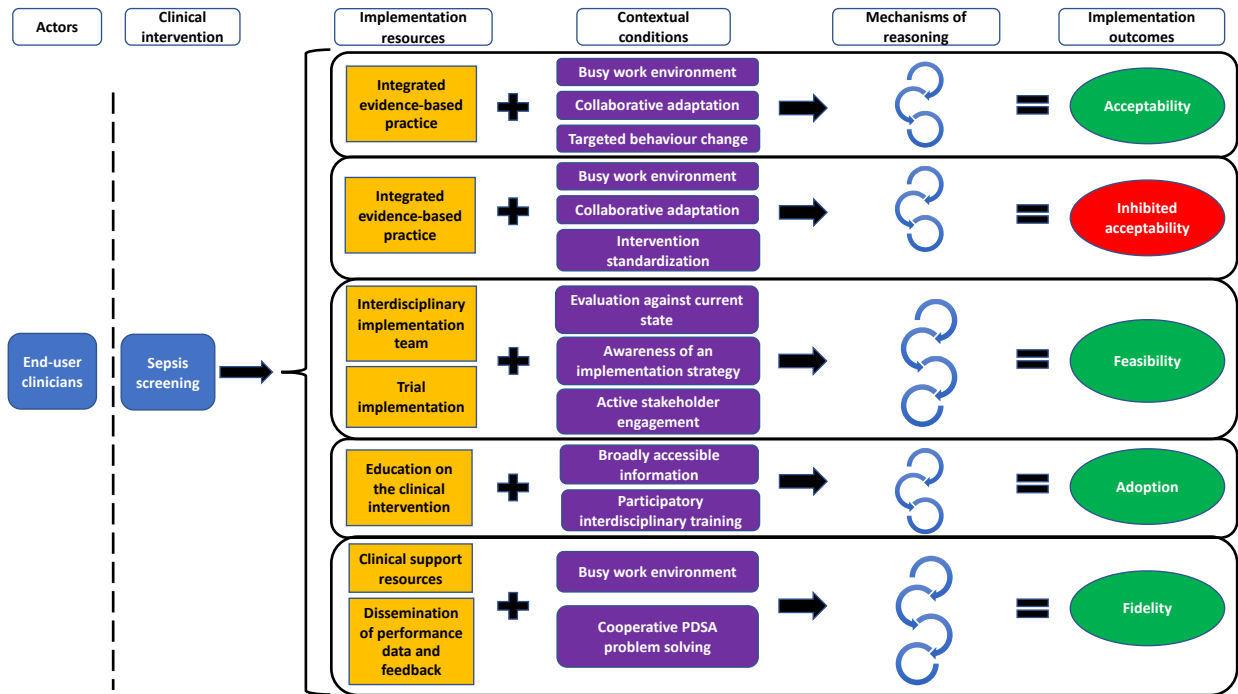 Actors
Clinical
intervention
Implementation
resources
Contextual
conditions
Mechanisms of
reasoning
Implementation
outcomes
End-user
clinicians
Sepsis
screening
Integrated
evidence-based
practice
Busy work environment
Collaborative adaptation
Targeted behaviour change
Acceptability
Integrated
evidence-based
practice
Busy work environment
Collaborative adaptation
Intervention
standardization
Inhibited
acceptability
Interdisciplinary
implementation
team
Trial
implementation
Evaluation against current
state
Awareness of an
implementation strategy
Active stakeholder
engagement
Feasibility
Education on
the clinical
intervention
Broadly accessible
information
Participatory
interdisciplinary training
Adoption
Clinical support
resources
Dissemination
of performance
data and
feedback
Busy work environment
Cooperative PDSA
problem solving
Fidelity